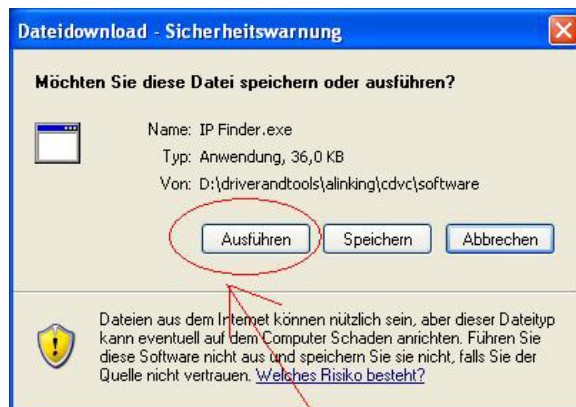 Dateidownload - Sicherheitswarnung
Möchten Sie diese Datei speichern oder ausführen?
Name: IP Finder.exe
Typ: Anwendung, 36,0 KB
Von: D:\driverandtools\alinking\cdvc\software
Ausführen Speichern Abbrechen
Dateien aus dem Internet können nützlich sein, aber dieser Dateityp
kann eventuell auf dem Computer Schaden anrichten. Führen Sie
diese Software nicht aus und speichern Sie sie nicht, falls Sie der
Quelle nicht vertrauen. Welches Risiko besteht?